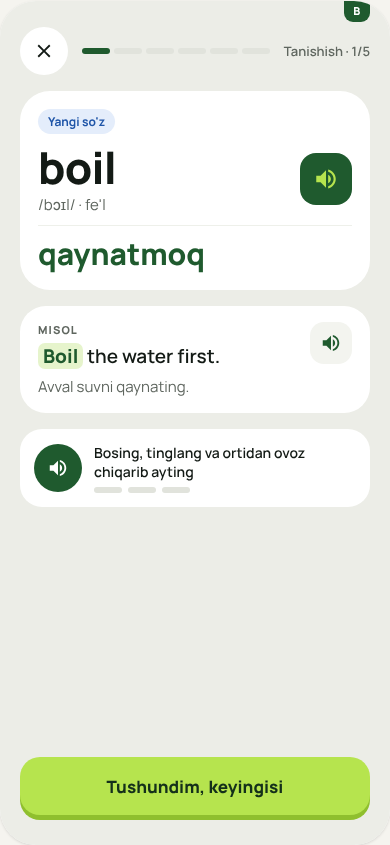 B
Tanishish · 1/5
Yangi so'z
boil
/bɔɪl/ · fe'l
qaynatmoq
MISOL
Boil the water first.
Avval suvni qaynating.
Bosing, tinglang va ortidan ovoz
chiqarib ayting
Tushundim, keyingisi